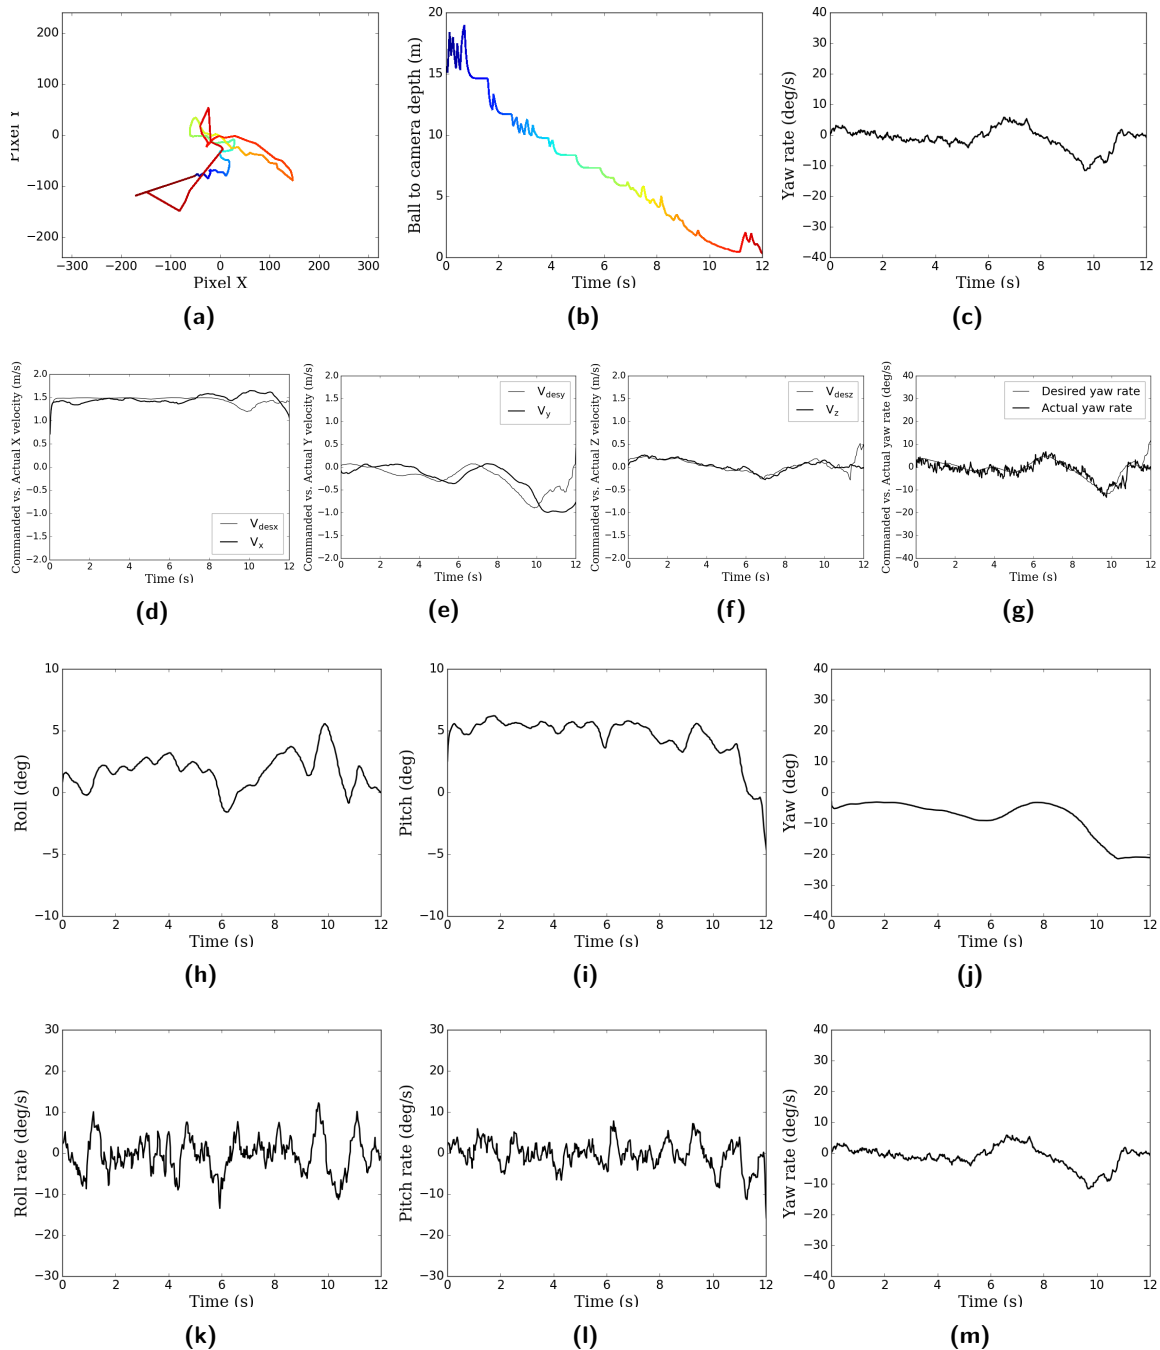 Pixel Y
200
100
0
−100
−200
−300 −200 −100 0 100 200 300
Pixel X
(a)
Ball to camera depth (m)
20
15
10
5
0
0 2 4 6 8 10 12
Time (s)
(b)
Yaw rate (deg/s)
40
30
20
10
0
−10
−20
−30
−40
0 2 4 6 8 10 12
Time (s)
(c)
Commanded vs. Actual X velocity (m/s)
2.0
1.5
1.0
0.5
0.0
−0.5
−1.0
−1.5
−2.0
V_desx
V_x
0 2 4 6 8 10 12
Time (s)
(d)
Commanded vs. Actual Y velocity (m/s)
2.0
1.5
1.0
0.5
0.0
−0.5
−1.0
−1.5
−2.0
V_desy
V_y
0 2 4 6 8 10 12
Time (s)
(e)
Commanded vs. Actual Z velocity (m/s)
2.0
1.5
1.0
0.5
0.0
−0.5
−1.0
−1.5
−2.0
V_desz
V_z
0 2 4 6 8 10 12
Time (s)
(f)
Commanded vs. Actual yaw rate (deg/s)
40
30
20
10
0
−10
−20
−30
−40
Desired yaw rate
Actual yaw rate
0 2 4 6 8 10 12
Time (s)
(g)
Roll (deg)
10
5
0
−5
−10
0 2 4 6 8 10 12
Time (s)
(h)
Pitch (deg)
10
5
0
−5
−10
0 2 4 6 8 10 12
Time (s)
(i)
Yaw (deg)
40
30
20
10
0
−10
−20
−30
−40
0 2 4 6 8 10 12
Time (s)
(j)
Roll rate (deg/s)
30
20
10
0
−10
−20
−30
0 2 4 6 8 10 12
Time (s)
(k)
Pitch rate (deg/s)
30
20
10
0
−10
−20
−30
0 2 4 6 8 10 12
Time (s)
(l)
Yaw rate (deg/s)
40
30
20
10
0
−10
−20
−30
−40
0 2 4 6 8 10 12
Time (s)
(m)